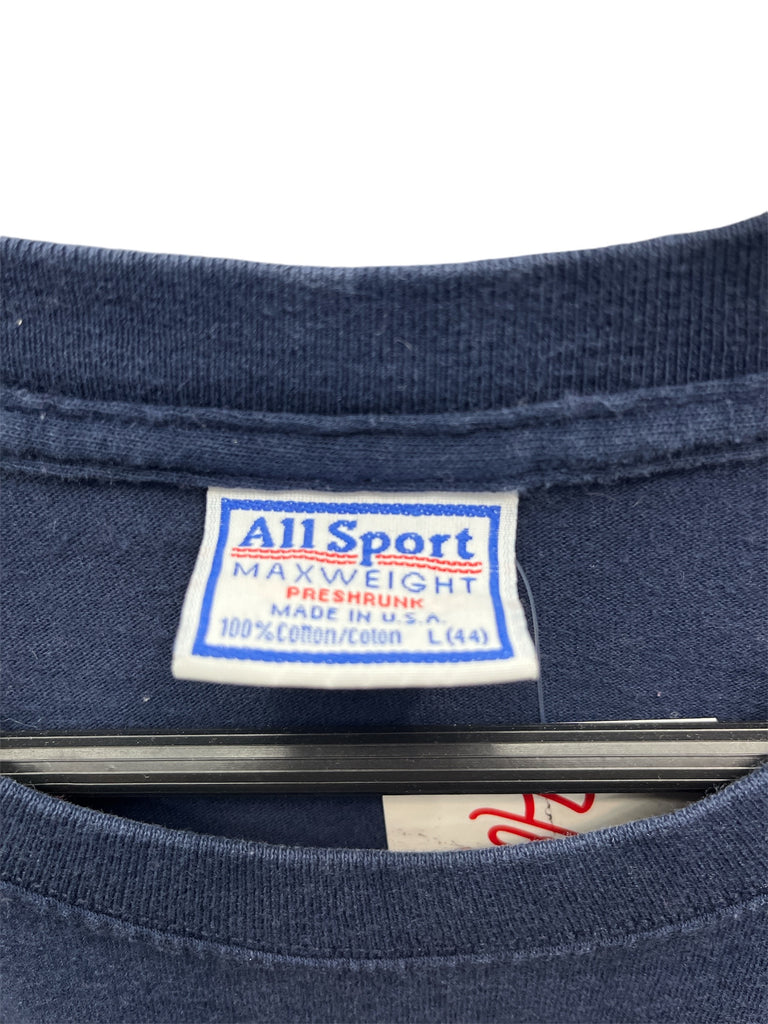 All Sport
MAXWEIGHT
PRESHRUNK
MADE IN U.S.A.
100% Cotton/Coton L (44)